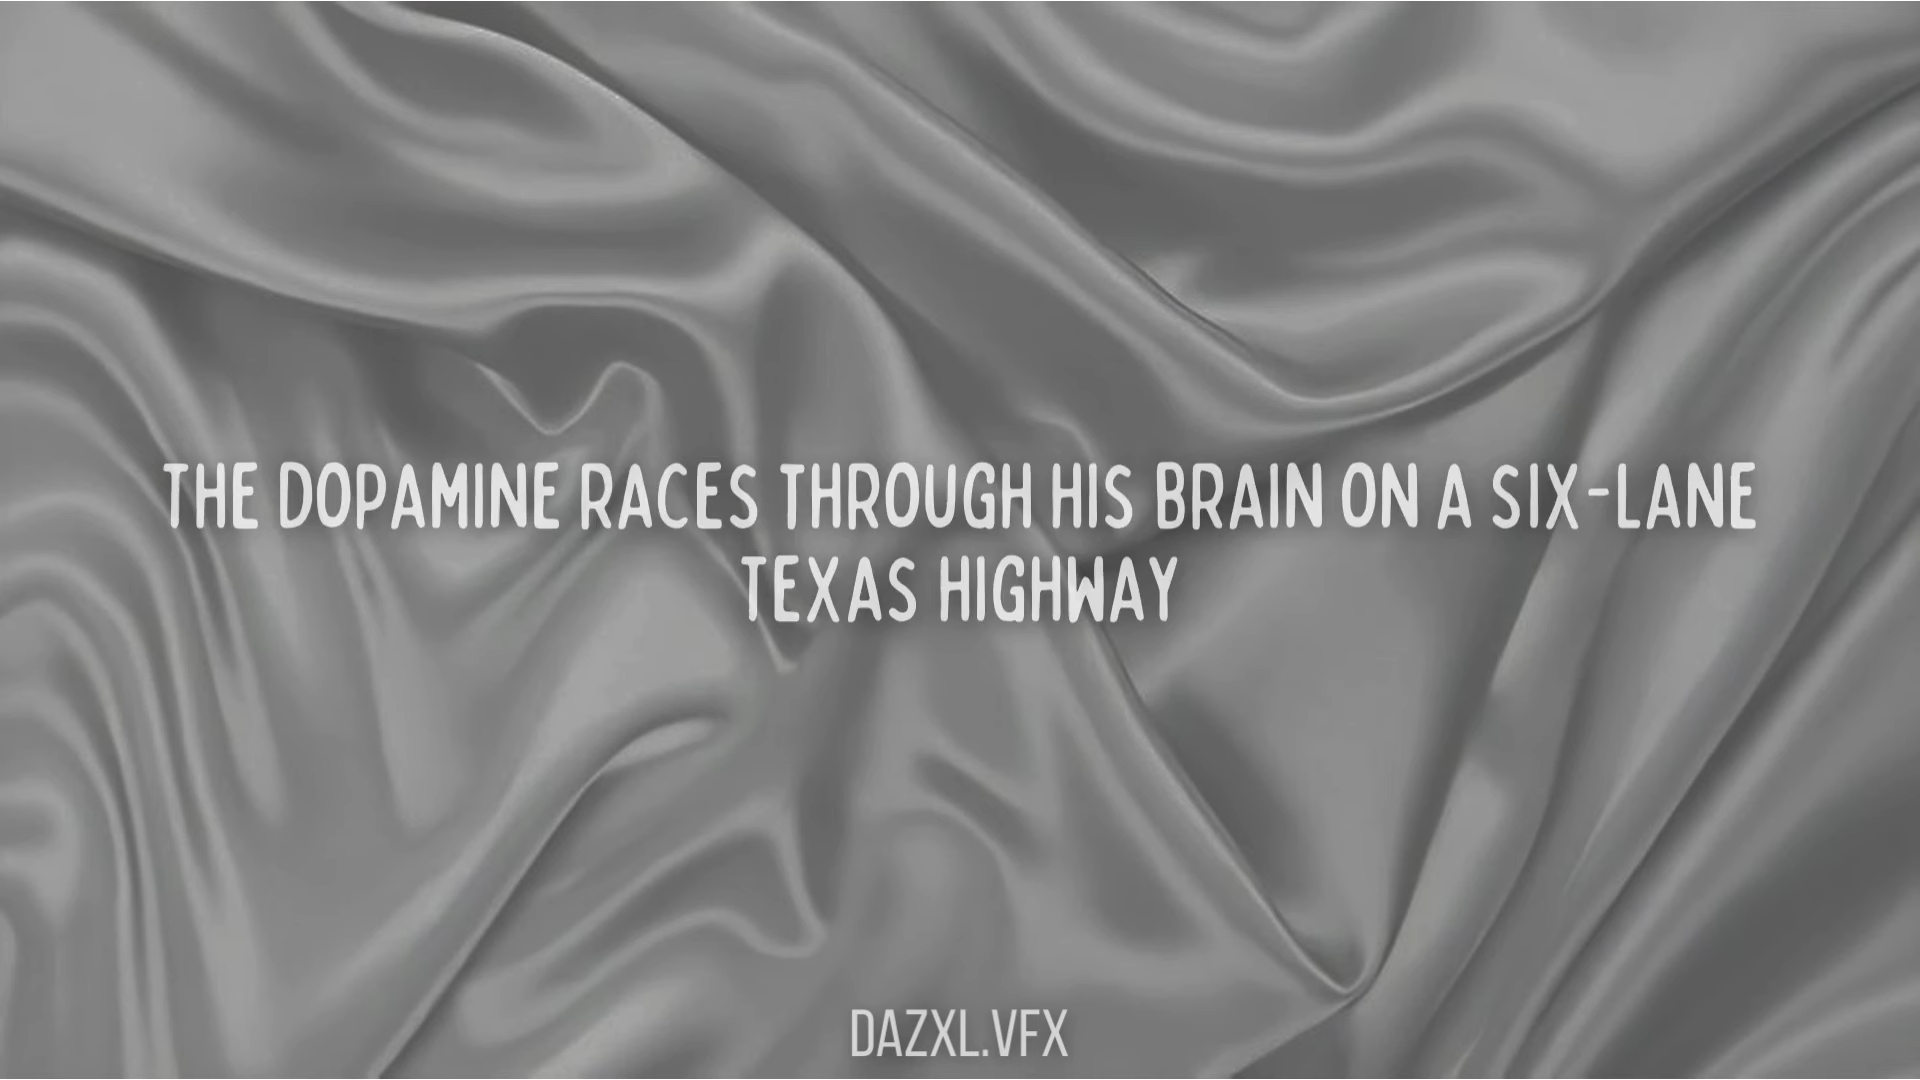 THE DOPAMINE RACES THROUGH HIS BRAIN ON A SIX-LANE
TEXAS HIGHWAY
DAZXL.VFX